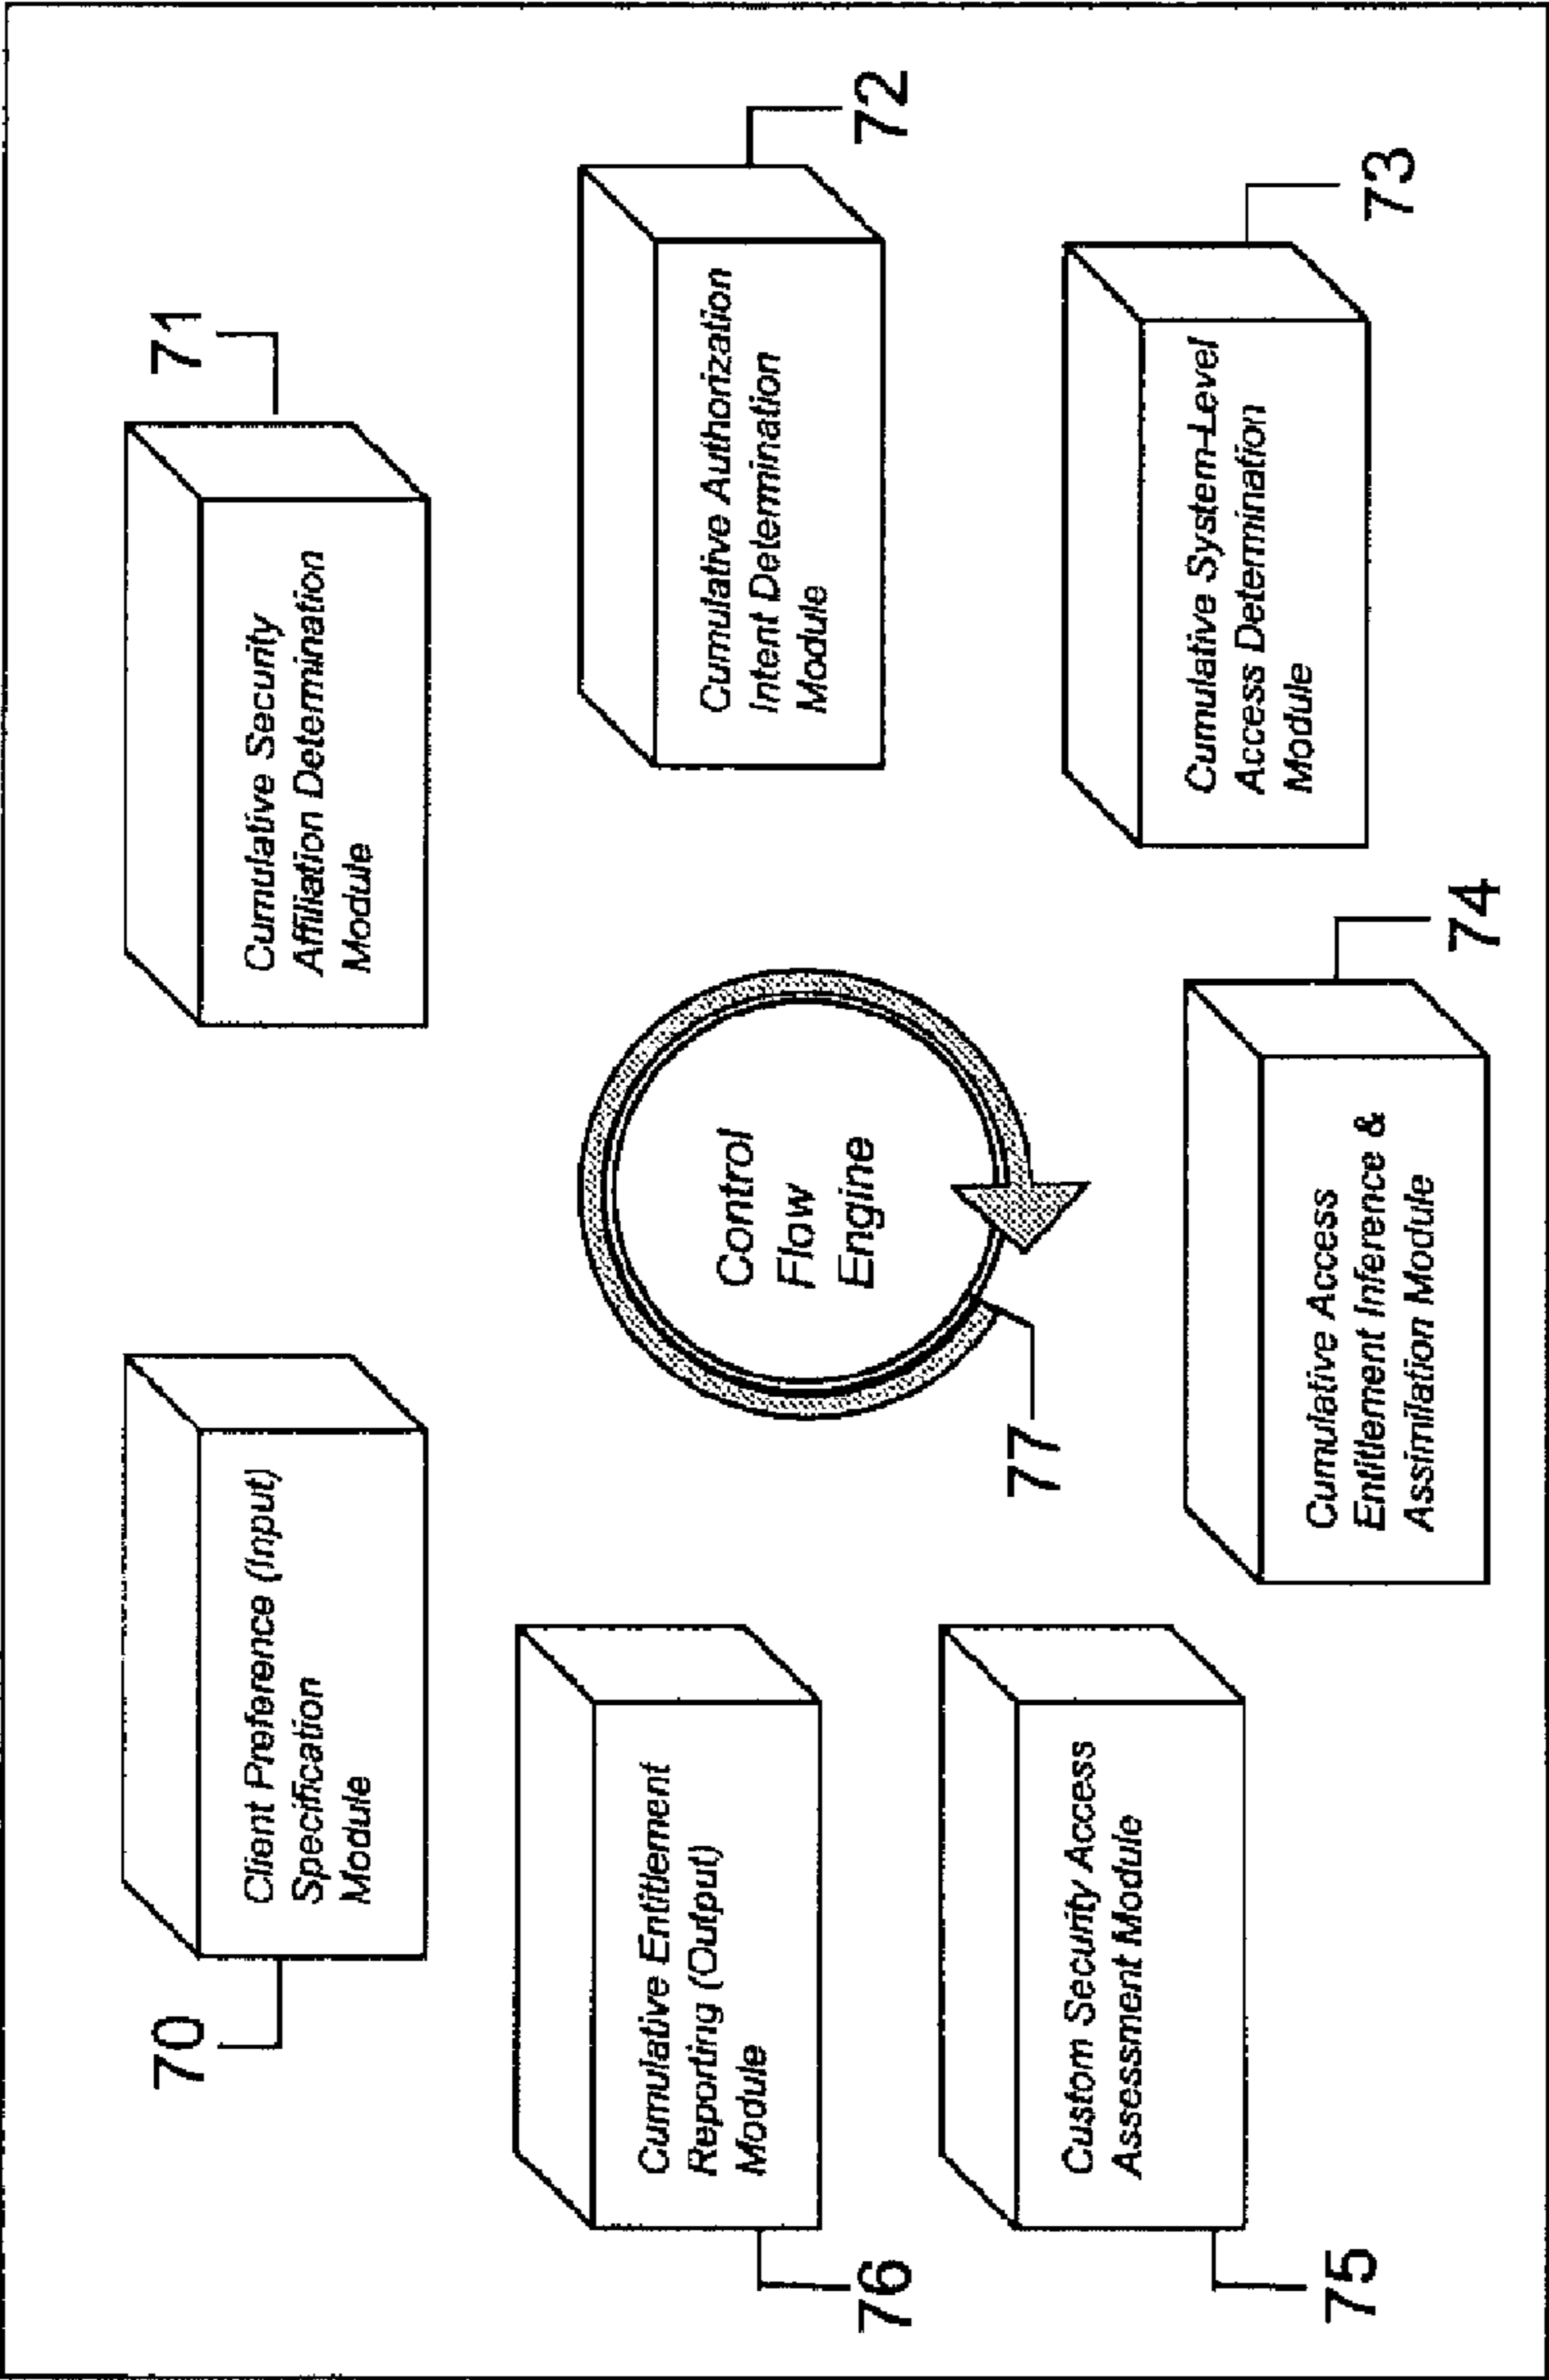 70
Client Preference (Input)
Specification
Module
71
Cumulative Security
Affiliation Determination
Module
72
Cumulative Authorization
Intent Determination
Module
73
Cumulative System-Level
Access Determination
Module
74
Cumulative Access
Entitlement Inference &
Assimilation Module
75
Custom Security Access
Assessment Module
76
Cumulative Entitlement
Reporting (Output)
Module
77
Control
Flow
Engine